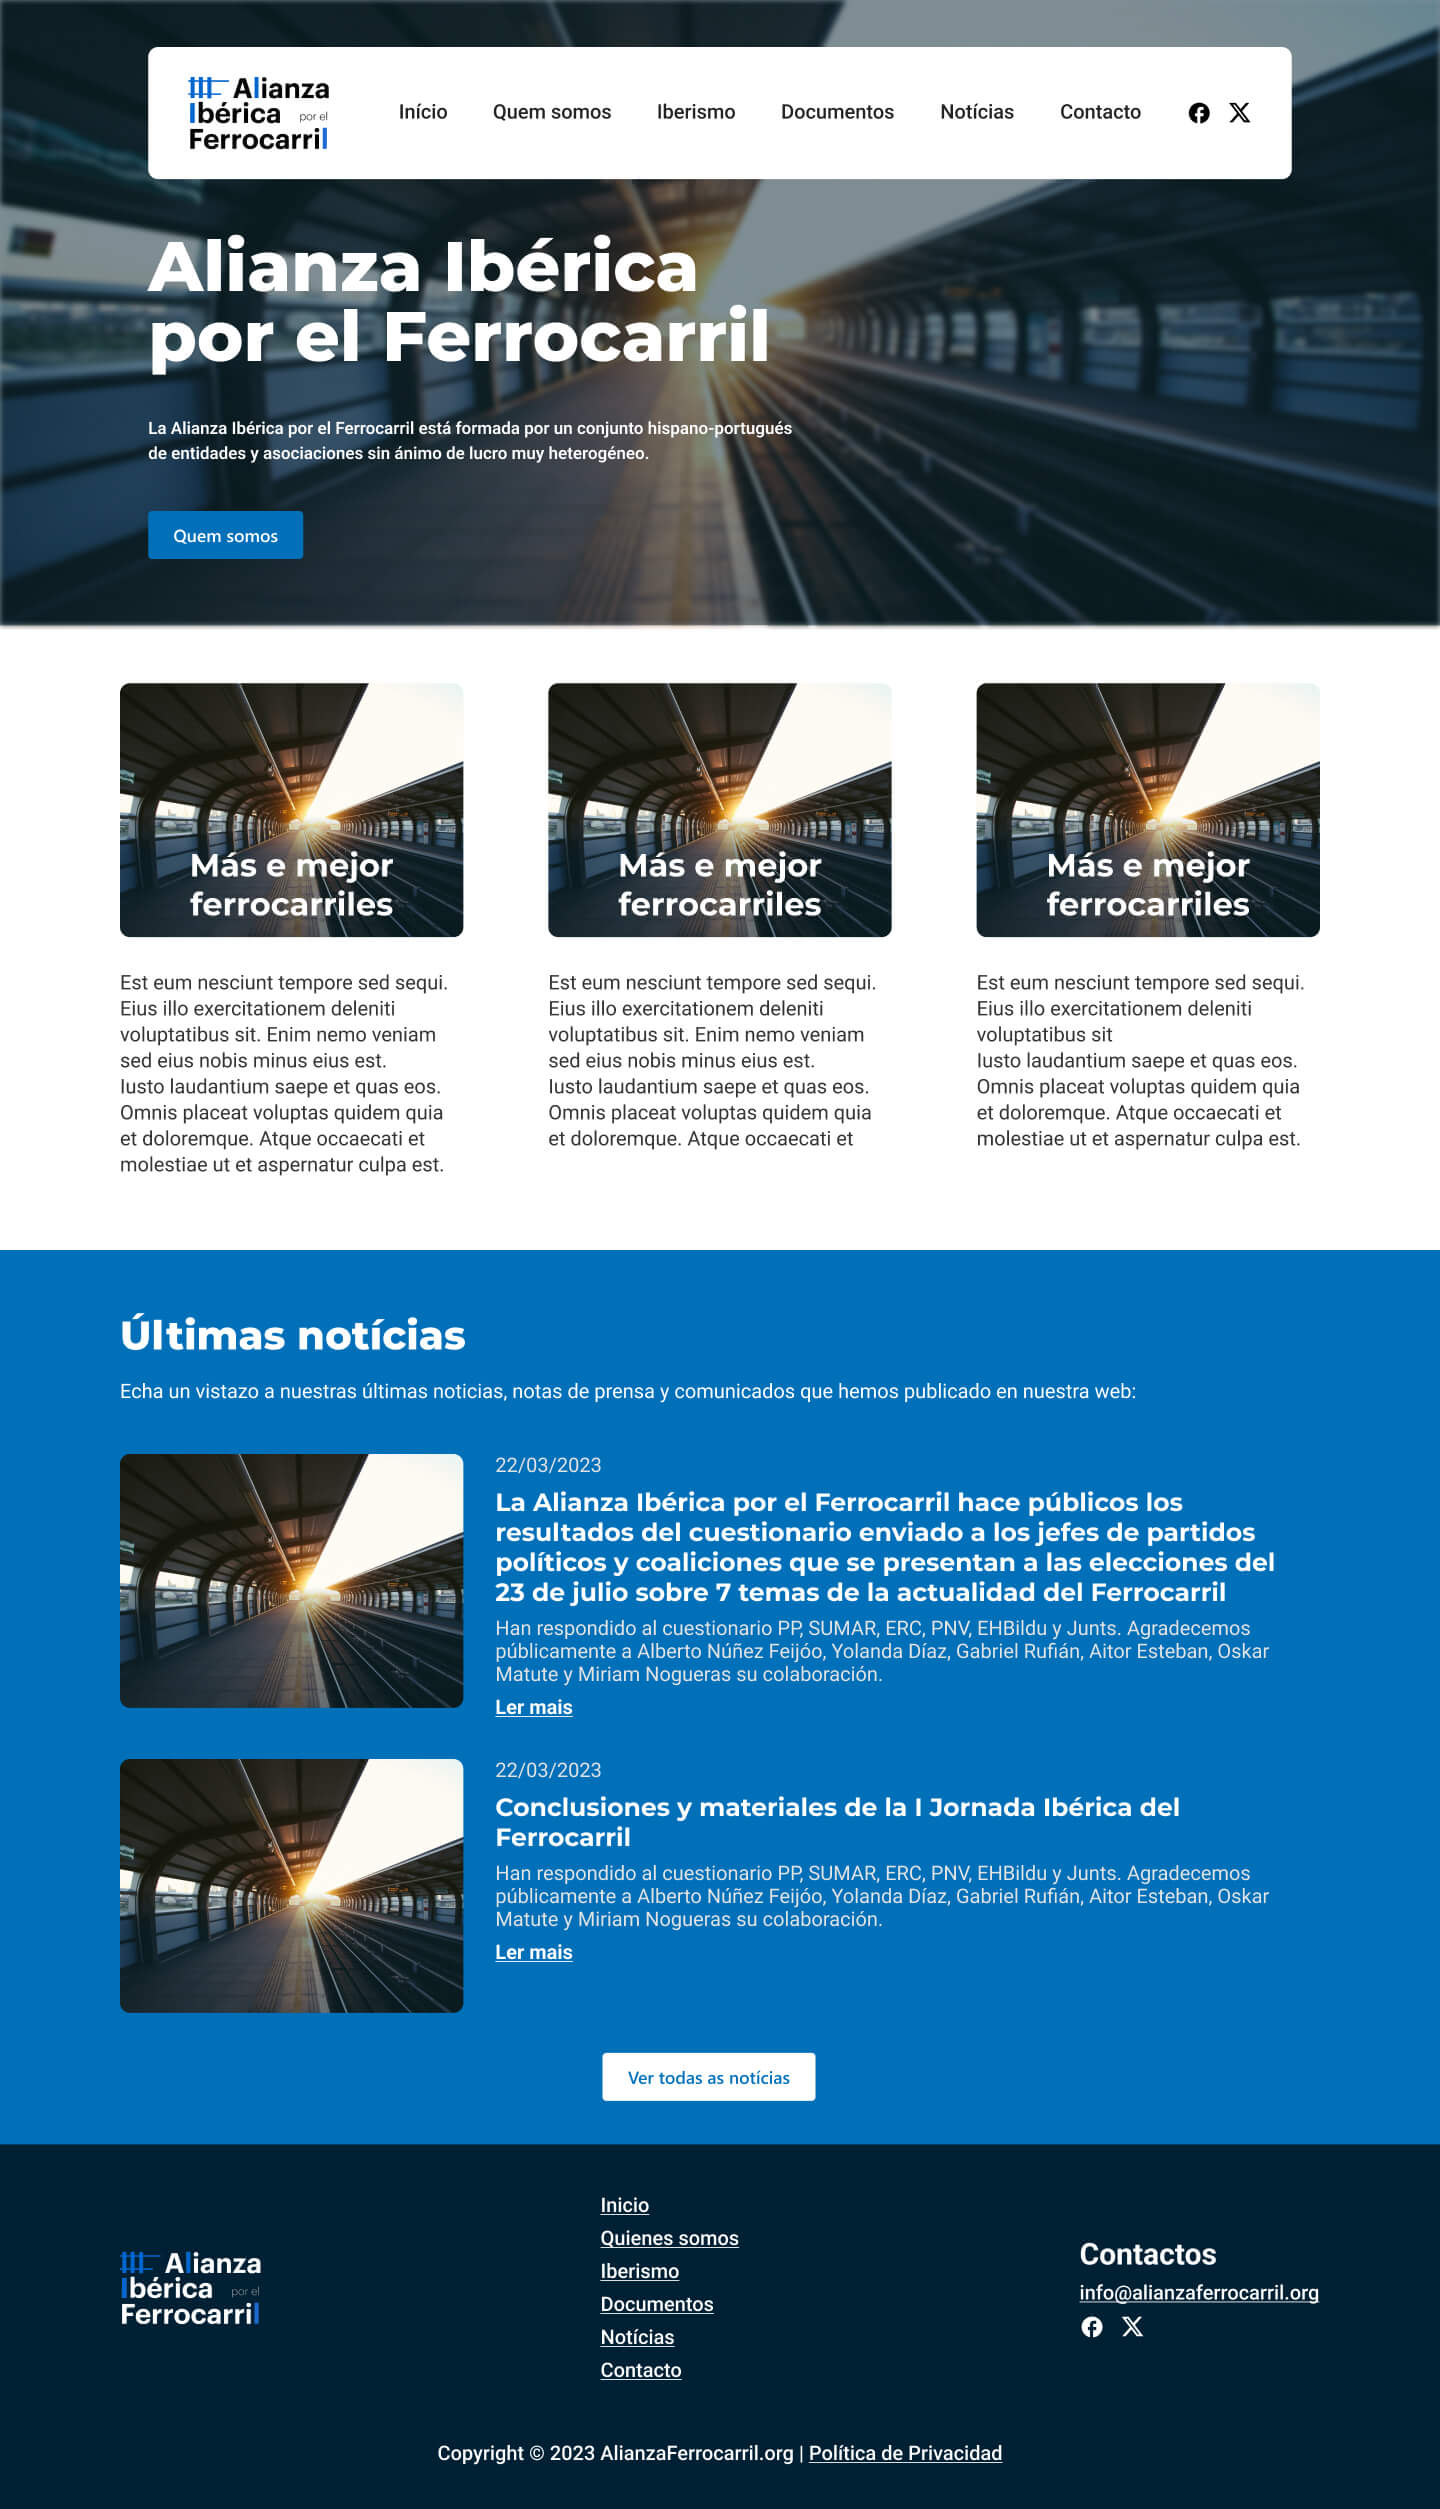 Alianza
Ibérica por el
Ferrocarril
Início Quem somos Iberismo Documentos Notícias Contacto
Alianza Ibérica
por el Ferrocarril
La Alianza Ibérica por el Ferrocarril está formada por un conjunto hispano-portugués
de entidades y asociaciones sin ánimo de lucro muy heterogéneo.
Quem somos
Más e mejor
ferrocarriles
Est eum nesciunt tempore sed sequi.
Eius illo exercitationem deleniti
voluptatibus sit. Enim nemo veniam
sed eius nobis minus eius est.
Iusto laudantium saepe et quas eos.
Omnis placeat voluptas quidem quia
et doloremque. Atque occaecati et
molestiae ut et aspernatur culpa est.
Más e mejor
ferrocarriles
Est eum nesciunt tempore sed sequi.
Eius illo exercitationem deleniti
voluptatibus sit. Enim nemo veniam
sed eius nobis minus eius est.
Iusto laudantium saepe et quas eos.
Omnis placeat voluptas quidem quia
et doloremque. Atque occaecati et
Más e mejor
ferrocarriles
Est eum nesciunt tempore sed sequi.
Eius illo exercitationem deleniti
voluptatibus sit
Iusto laudantium saepe et quas eos.
Omnis placeat voluptas quidem quia
et doloremque. Atque occaecati et
molestiae ut et aspernatur culpa est.
Últimas notícias
Echa un vistazo a nuestras últimas noticias, notas de prensa y comunicados que hemos publicado en nuestra web:
22/03/2023
La Alianza Ibérica por el Ferrocarril hace públicos los
resultados del cuestionario enviado a los jefes de partidos
políticos y coaliciones que se presentan a las elecciones del
23 de julio sobre 7 temas de la actualidad del Ferrocarril
Han respondido al cuestionario PP, SUMAR, ERC, PNV, EHBildu y Junts. Agradecemos
públicamente a Alberto Núñez Feijóo, Yolanda Díaz, Gabriel Rufián, Aitor Esteban, Oskar
Matute y Miriam Nogueras su colaboración.
Ler mais
22/03/2023
Conclusiones y materiales de la I Jornada Ibérica del
Ferrocarril
Han respondido al cuestionario PP, SUMAR, ERC, PNV, EHBildu y Junts. Agradecemos
públicamente a Alberto Núñez Feijóo, Yolanda Díaz, Gabriel Rufián, Aitor Esteban, Oskar
Matute y Miriam Nogueras su colaboración.
Ler mais
Ver todas as notícias
Alianza
Ibérica por el
Ferrocarril
Inicio
Quienes somos
Iberismo
Documentos
Notícias
Contacto
Contactos
info@alianzaferrocarril.org
Copyright © 2023 AlianzaFerrocarril.org | Política de Privacidad